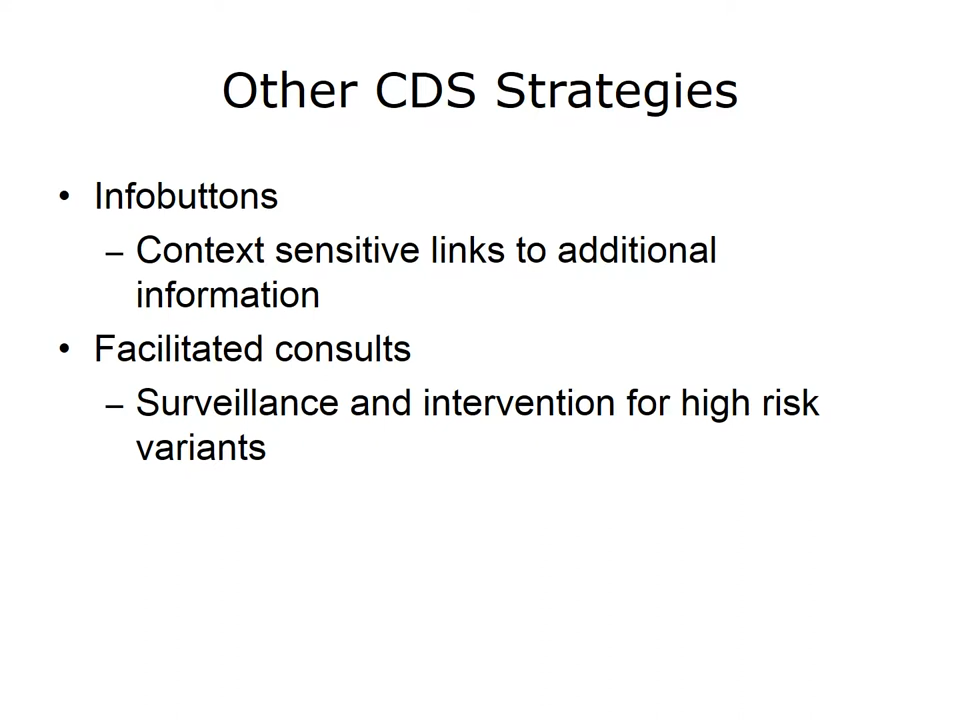 Other CDS Strategies
• Infobuttons
– Context sensitive links to additional
information
• Facilitated consults
– Surveillance and intervention for high risk
variants